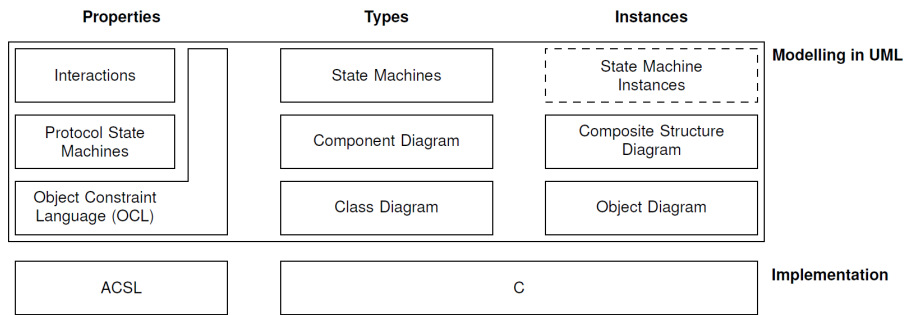 Properties
Types
Instances
Modelling in UML
Interactions
State Machines
State Machine
Instances
Protocol State
Machines
Component Diagram
Composite Structure
Diagram
Object Constraint
Language (OCL)
Class Diagram
Object Diagram
Implementation
ACSL
C